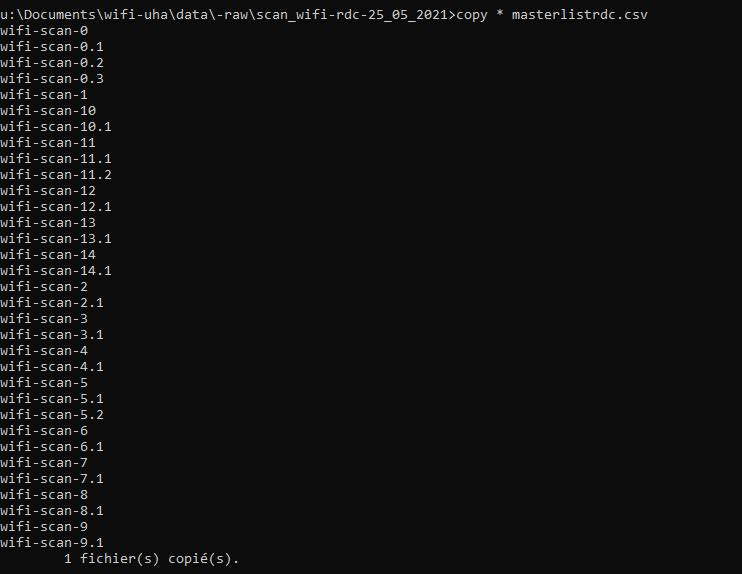 u:\Documents\wifi-uha\data\-raw\scan_wifi-rdc-25_05_2021>copy * masterlistrdc.csv
wifi-scan-0
wifi-scan-0.1
wifi-scan-0.2
wifi-scan-0.3
wifi-scan-1
wifi-scan-10
wifi-scan-10.1
wifi-scan-11
wifi-scan-11.1
wifi-scan-11.2
wifi-scan-12
wifi-scan-12.1
wifi-scan-13
wifi-scan-13.1
wifi-scan-14
wifi-scan-14.1
wifi-scan-2
wifi-scan-2.1
wifi-scan-3
wifi-scan-3.1
wifi-scan-4
wifi-scan-4.1
wifi-scan-5
wifi-scan-5.1
wifi-scan-5.2
wifi-scan-6
wifi-scan-6.1
wifi-scan-7
wifi-scan-7.1
wifi-scan-8
wifi-scan-8.1
wifi-scan-9
wifi-scan-9.1
        1 fichier(s) copié(s).